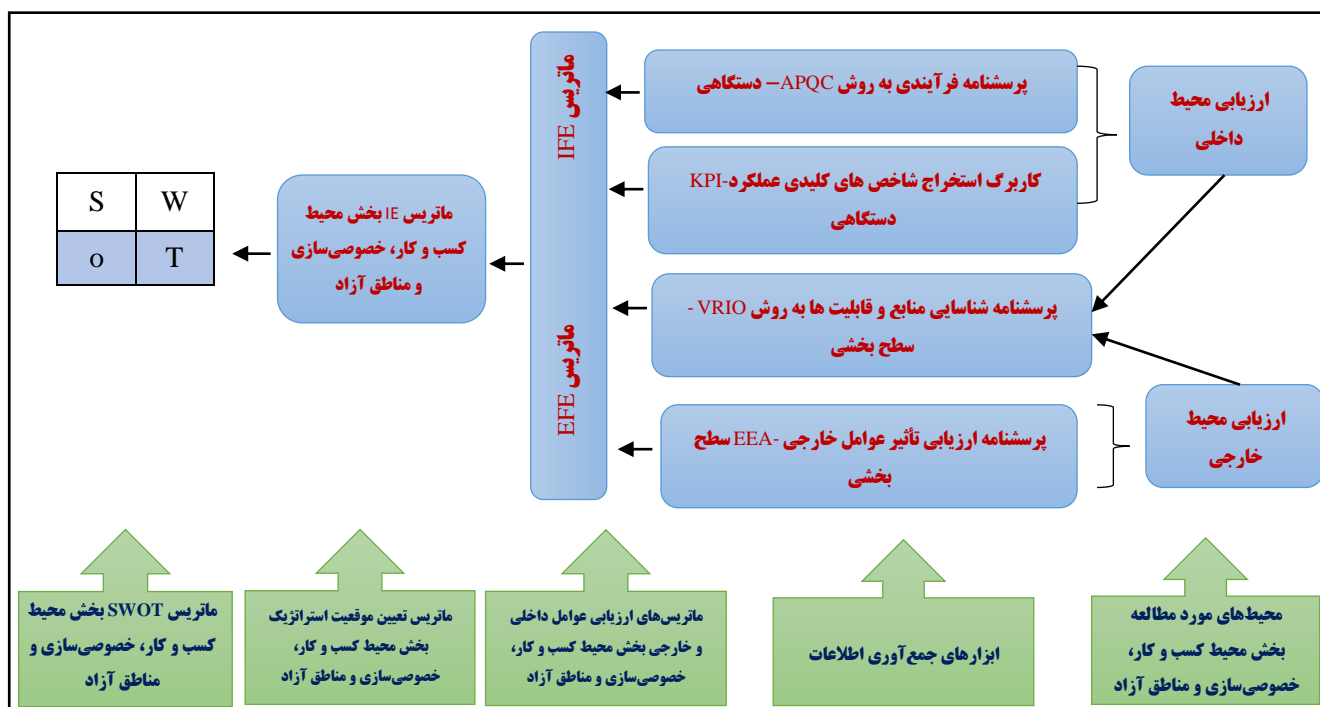 ارزیابی محیط
داخلی
ارزیابی محیط
خارجی
پرسشنامه فرآیندی به روش APQC– دستگاهی
کاربرگ استخراج شاخص های کلیدی عملکرد-KPI
دستگاهی
پرسشنامه شناسایی منابع و قابلیت ها به روش VRIO -
سطح بخشی
پرسشنامه ارزیابی تأثیر عوامل خارجی -EEA سطح
بخشی
ماتریس IFE
ماتریس EFE
ماتریس IE بخش محیط
کسب و کار، خصوصی‌سازی
و مناطق آزاد
S W
o T
محیط‌های مورد مطالعه
بخش محیط کسب و کار،
خصوصی‌سازی و مناطق آزاد
ابزارهای جمع‌آوری اطلاعات
ماتریس‌های ارزیابی عوامل داخلی
و خارجی بخش محیط کسب و کار،
خصوصی‌سازی و مناطق آزاد
ماتریس تعیین موقعیت استراتژیک
بخش محیط کسب و کار،
خصوصی‌سازی و مناطق آزاد
ماتریس SWOT بخش محیط
کسب و کار، خصوصی‌سازی و
مناطق آزاد